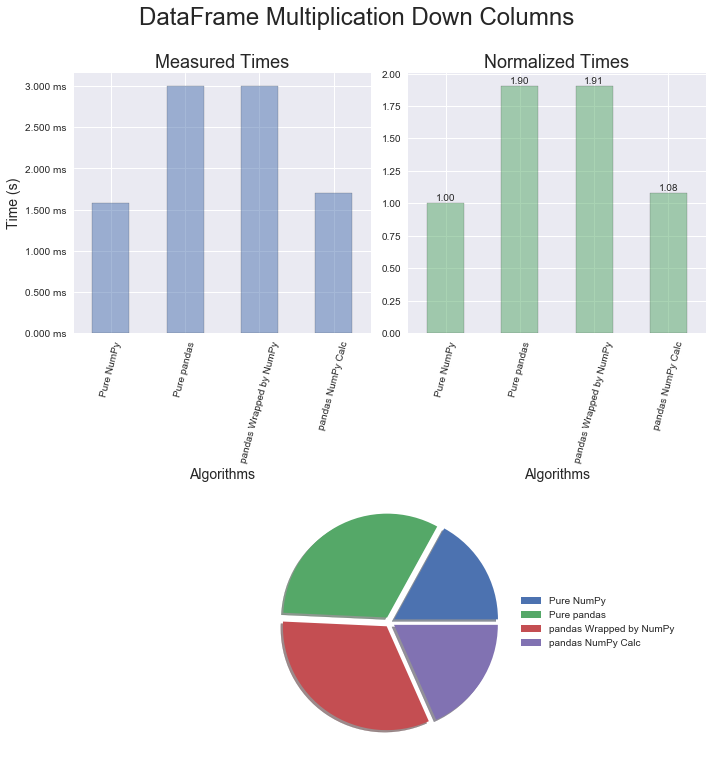 DataFrame Multiplication Down Columns
Measured Times
3.000 ms
2.500 ms
2.000 ms
1.500 ms
1.000 ms
0.500 ms
0.000 ms
Time (s)
Pure NumPy
Pure pandas
pandas Wrapped by NumPy
pandas NumPy Calc
Algorithms
Normalized Times
2.00
1.75
1.50
1.25
1.00
0.75
0.50
0.25
0.00
1.00
1.90
1.91
1.08
Pure NumPy
Pure pandas
pandas Wrapped by NumPy
pandas NumPy Calc
Algorithms
Pure NumPy
Pure pandas
pandas Wrapped by NumPy
pandas NumPy Calc